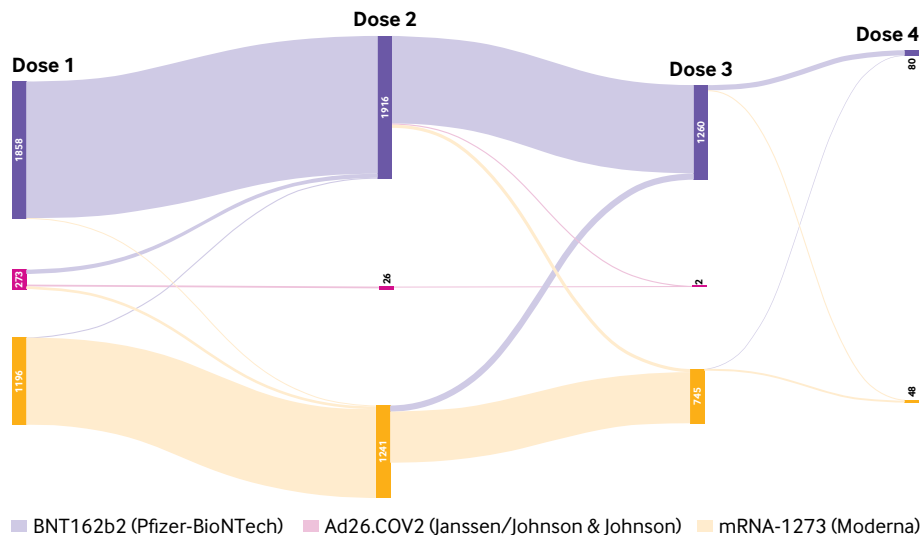 Dose 1
Dose 2
Dose 3
Dose 4
1858
273
1196
1916
26
1241
1260
2
745
80
48
BNT162b2 (Pfizer-BioNTech)
Ad26.COV2 (Janssen/Johnson & Johnson)
mRNA-1273 (Moderna)